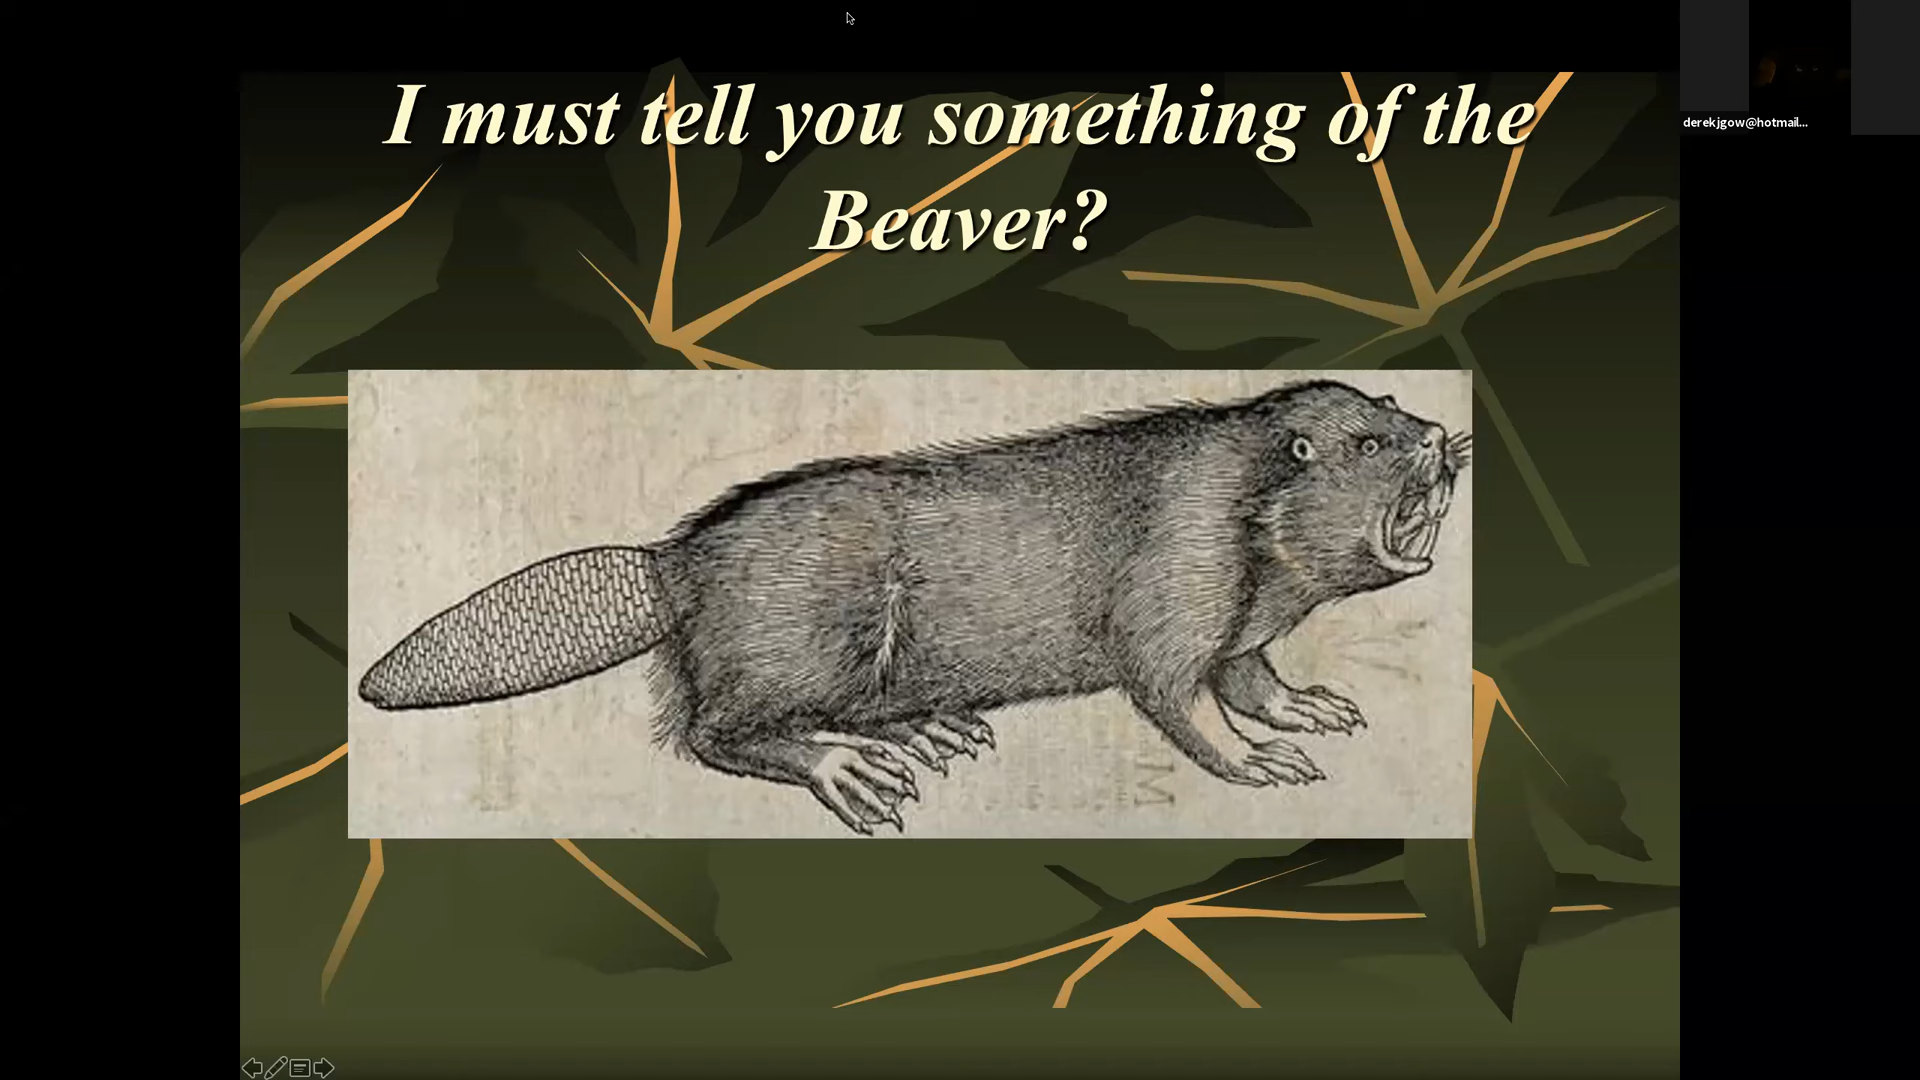 I must tell you something of the
Beaver?
derekjgow@hotmail...
M